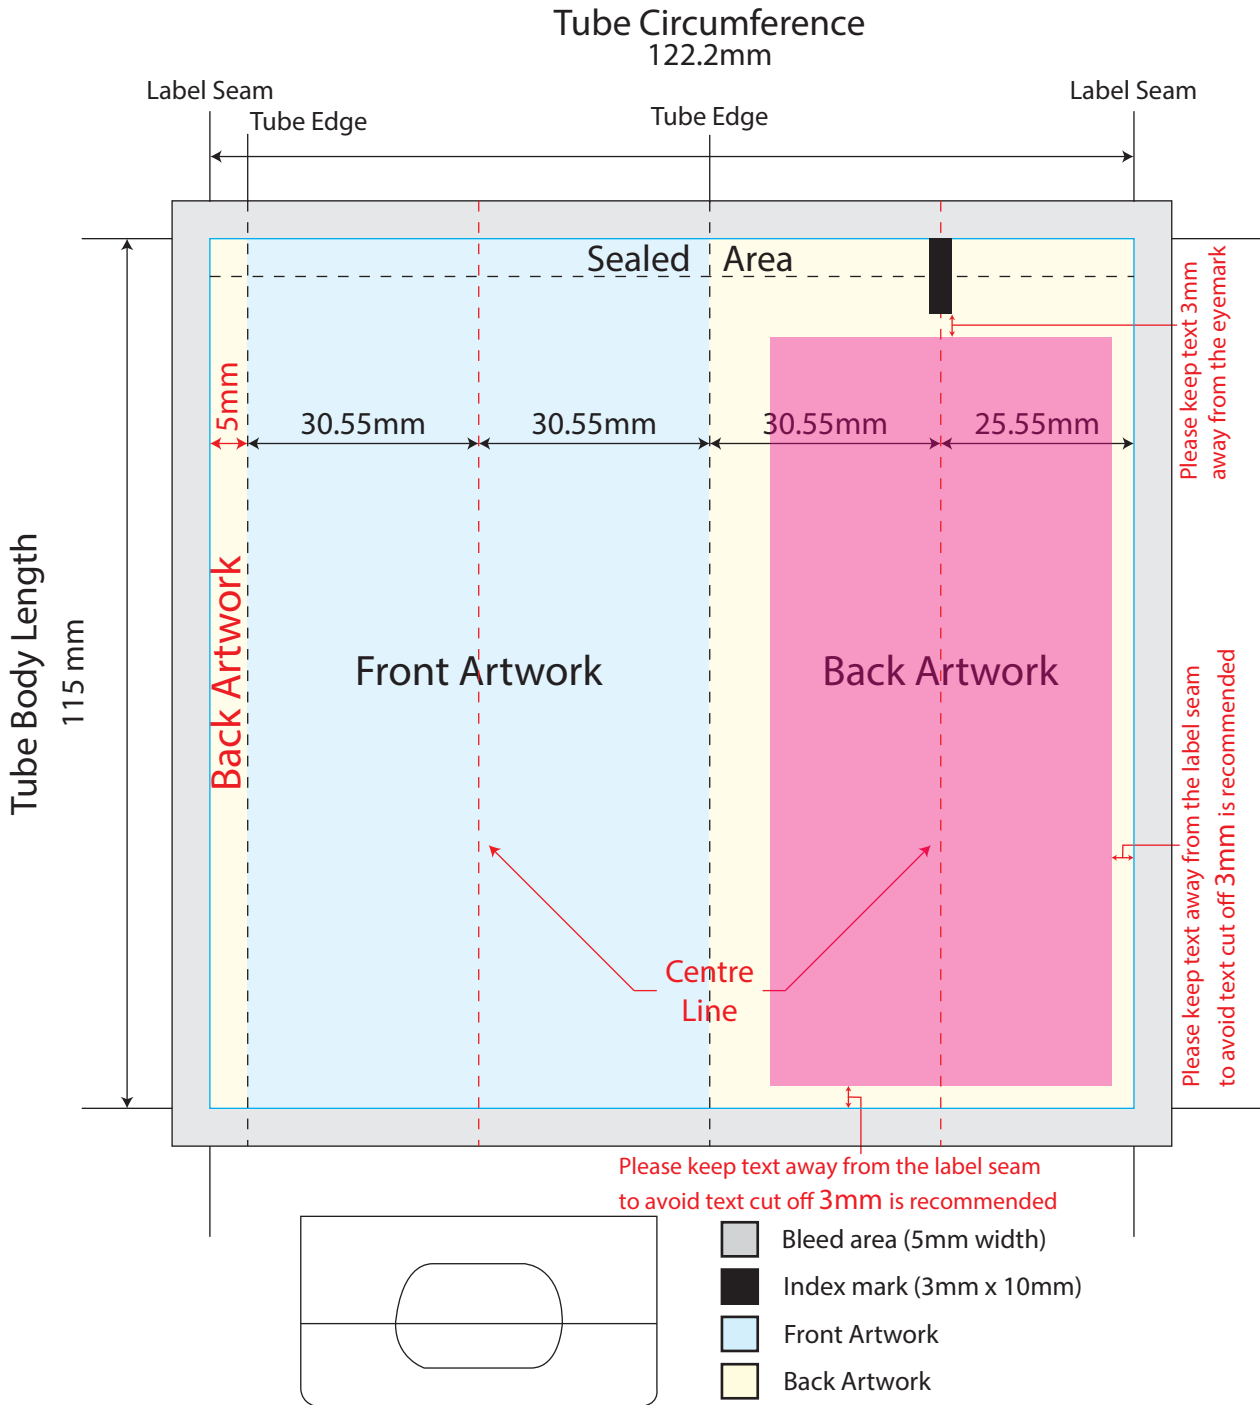 Tube Circumference
122.2mm
Label Seam
Label Seam
Tube Edge
Tube Edge
Sealed Area
Please keep text 3mm
away from the eyemark
5mm
30.55mm
30.55mm
30.55mm
25.55mm
Tube Body Length
115 mm
Back Artwork
Front Artwork
Back Artwork
Please keep text away from the label seam
to avoid text cut off 3mm is recommended
Centre
Line
Please keep text away from the label seam
to avoid text cut off 3mm is recommended
Bleed area (5mm width)
Index mark (3mm x 10mm)
Front Artwork
Back Artwork